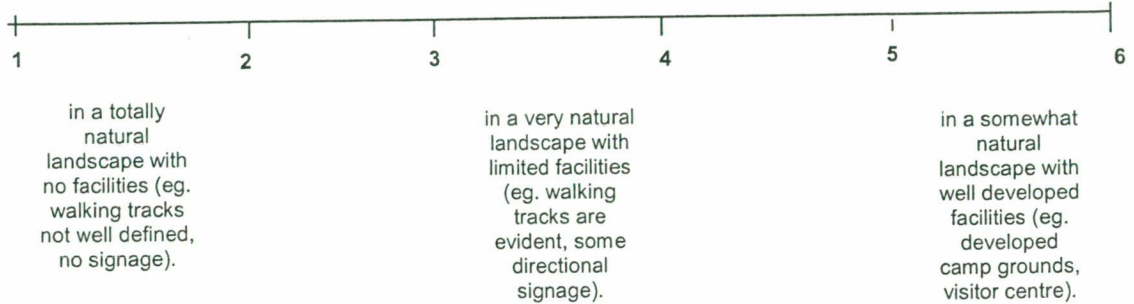 1 2 3 4 5 6
in a totally
natural
landscape with
no facilities (eg.
walking tracks
not well defined,
no signage).
in a very natural
landscape with
limited facilities
(eg. walking
tracks are
evident, some
directional
signage).
in a somewhat
natural
landscape with
well developed
facilities (eg.
developed
camp grounds,
visitor centre).